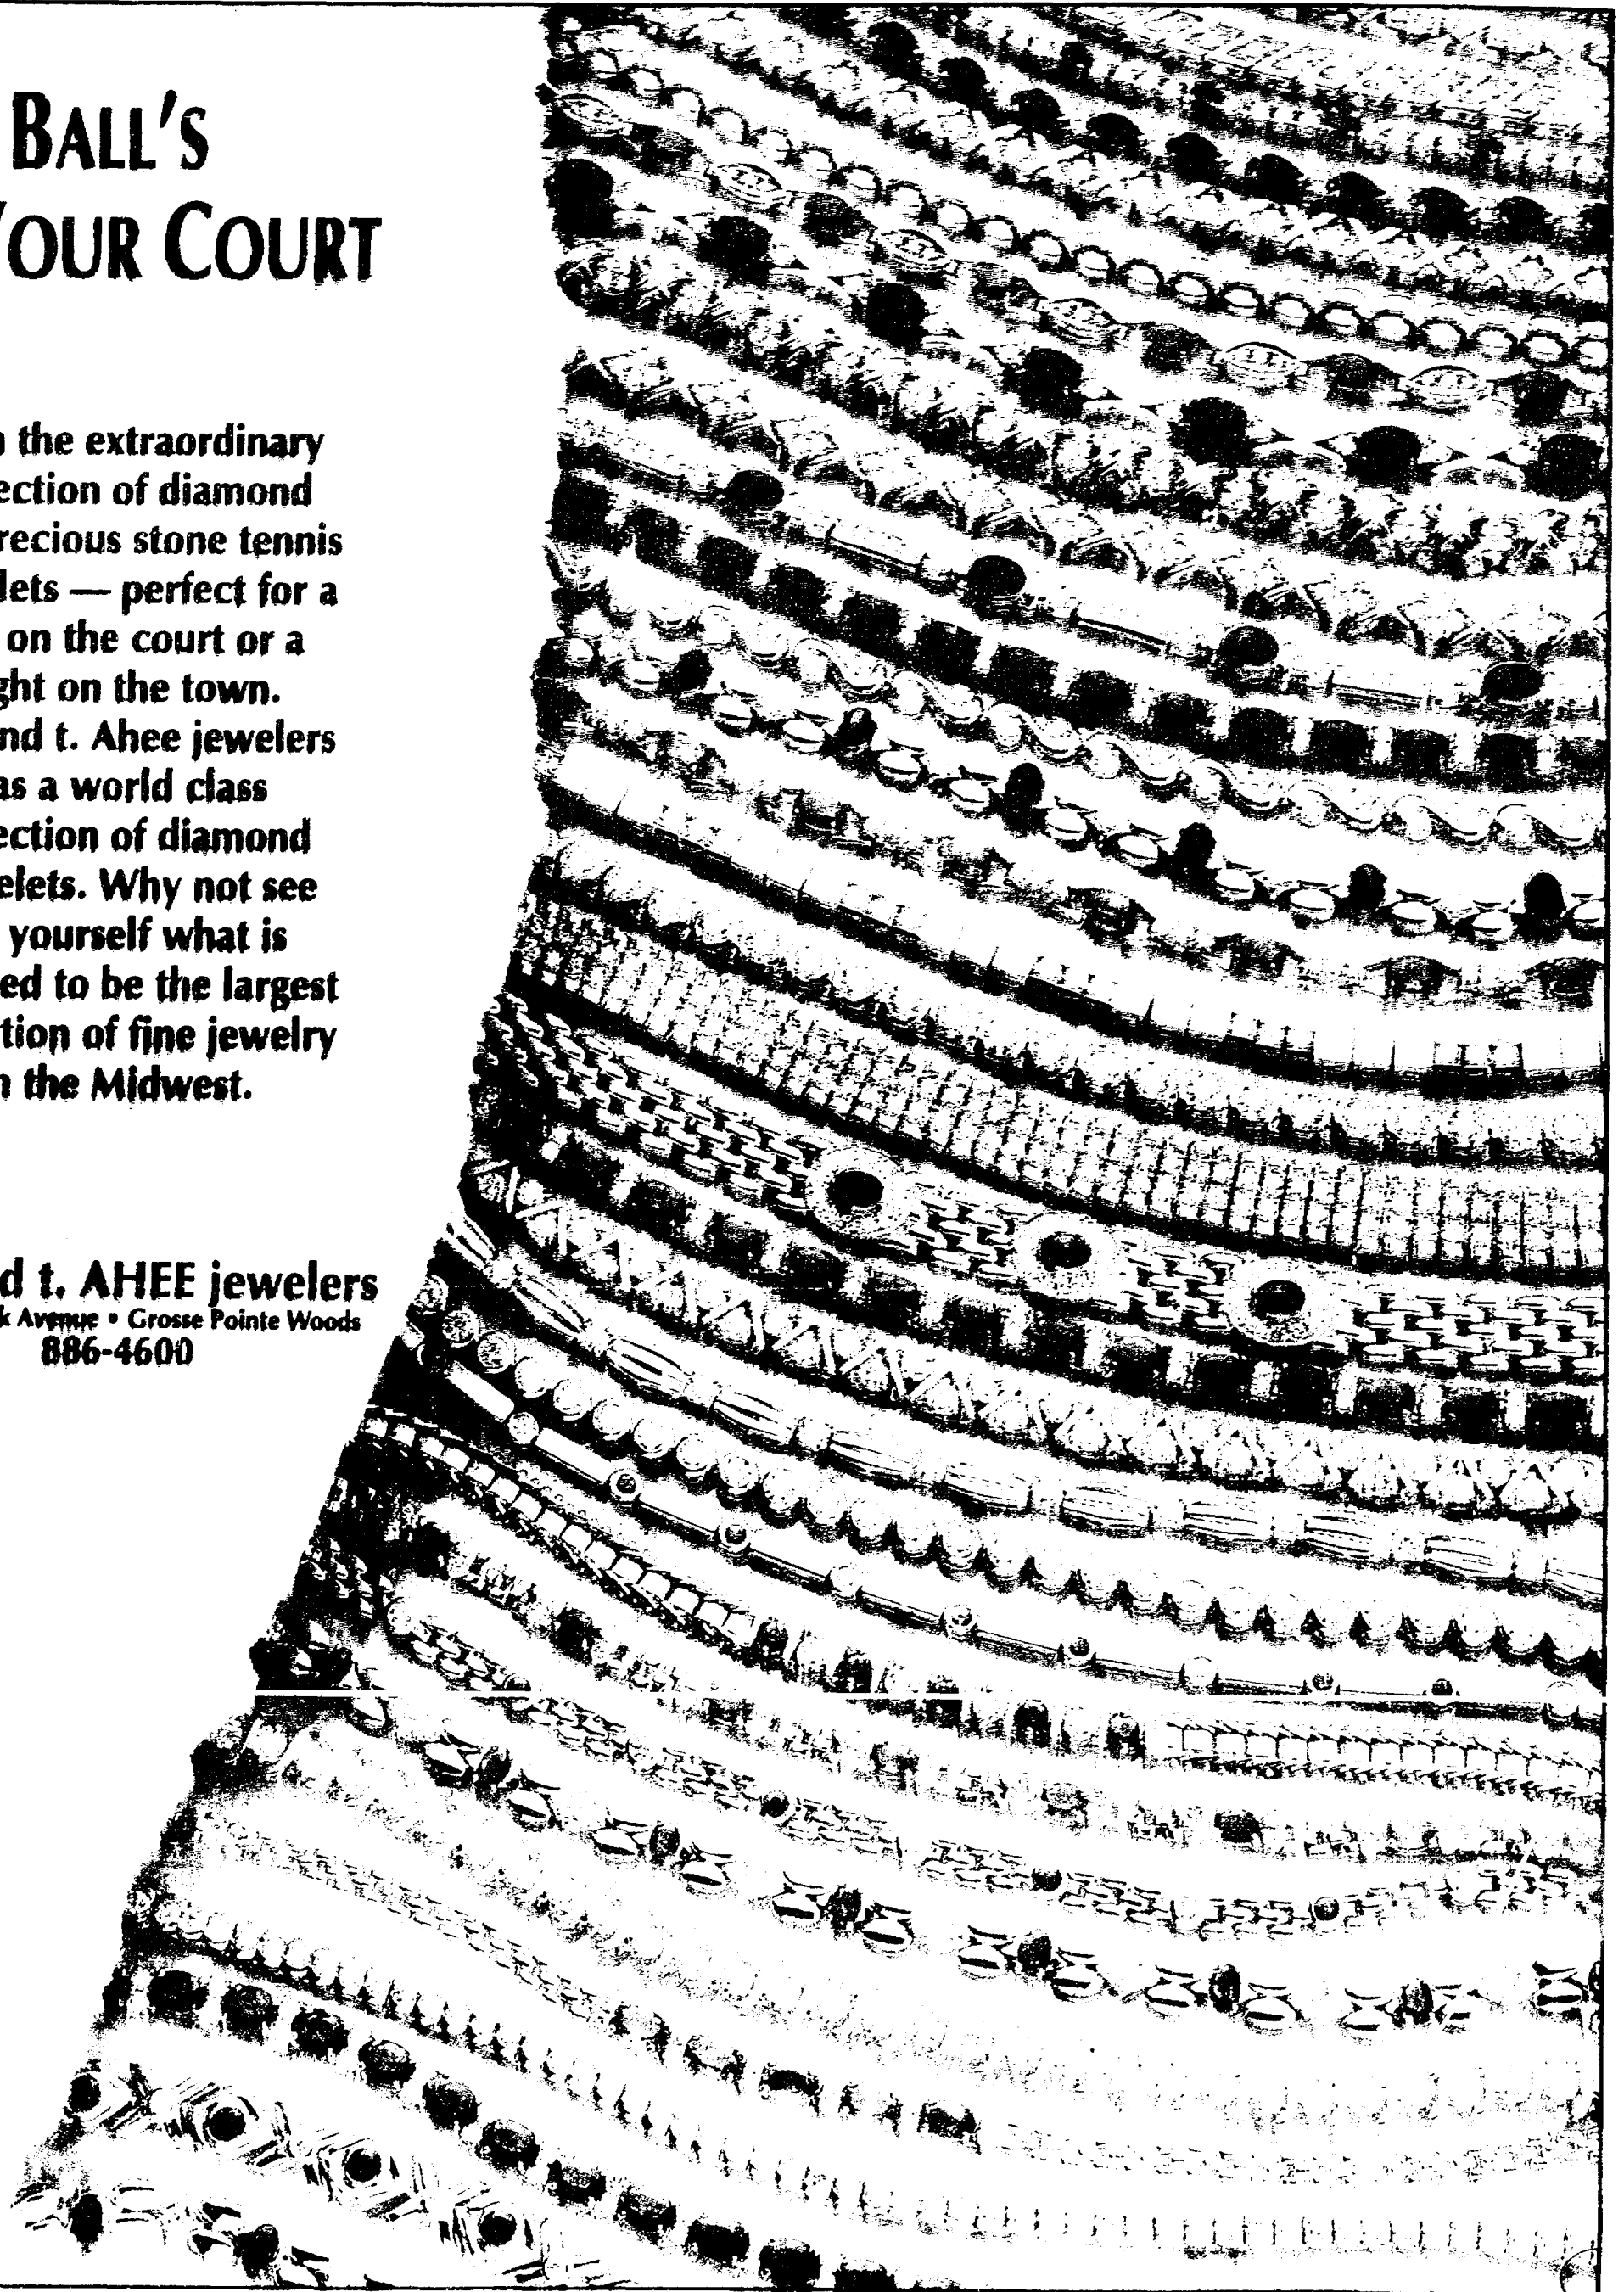 BALL'S
YOUR COURT
the extraordinary
ection of diamond
recious stone tennis
lets — perfect for a
on the court or a
ght on the town.
nd t. Ahee jewelers
as a world class
ection of diamond
elets. Why not see
yourself what is
ed to be the largest
tion of fine jewelry
n the Midwest.
d t. AHEE jewelers
k Avenue • Grosse Pointe Woods
886-4600